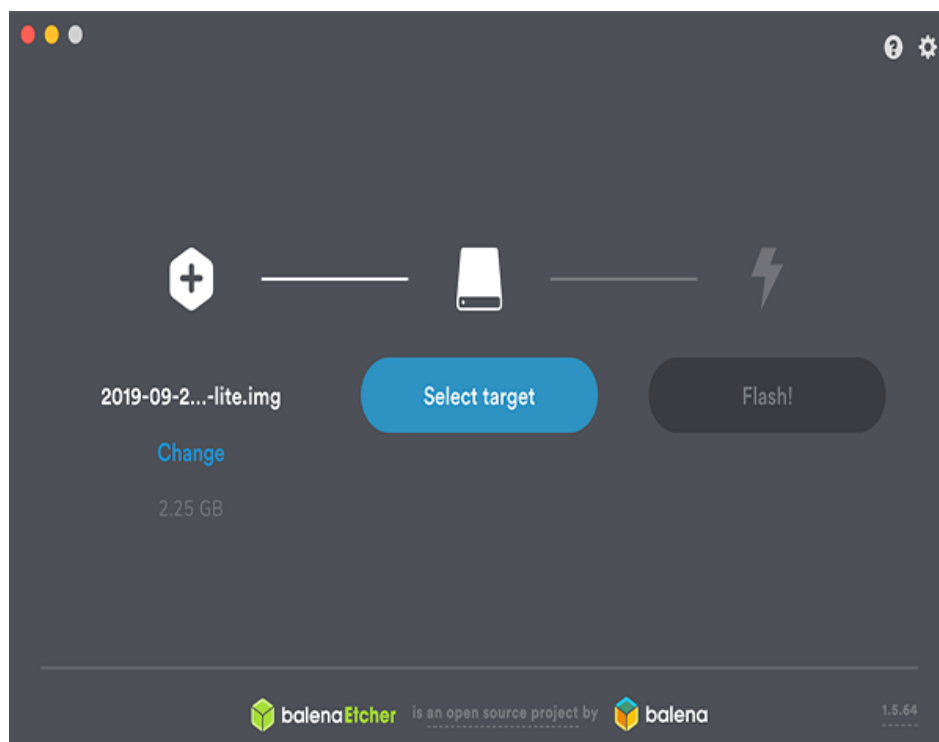 2019-09-2...-lite.img
Select target
Flash!
Change
2.25 GB
balenaEtcher is an open source project by balena
1.5.64